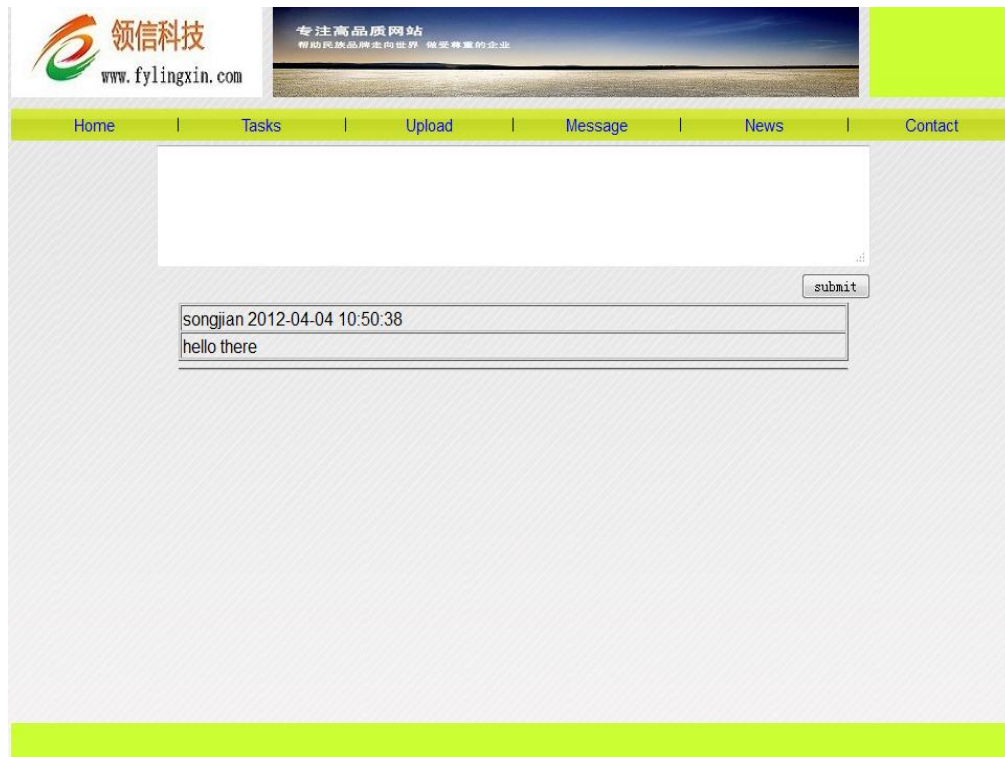 领信科技
www.fylingxin.com
专注高品质网站
帮助民族品牌走向世界 做受尊重的企业
Home | Tasks | Upload | Message | News | Contact
submit
songjian 2012-04-04 10:50:38
hello there